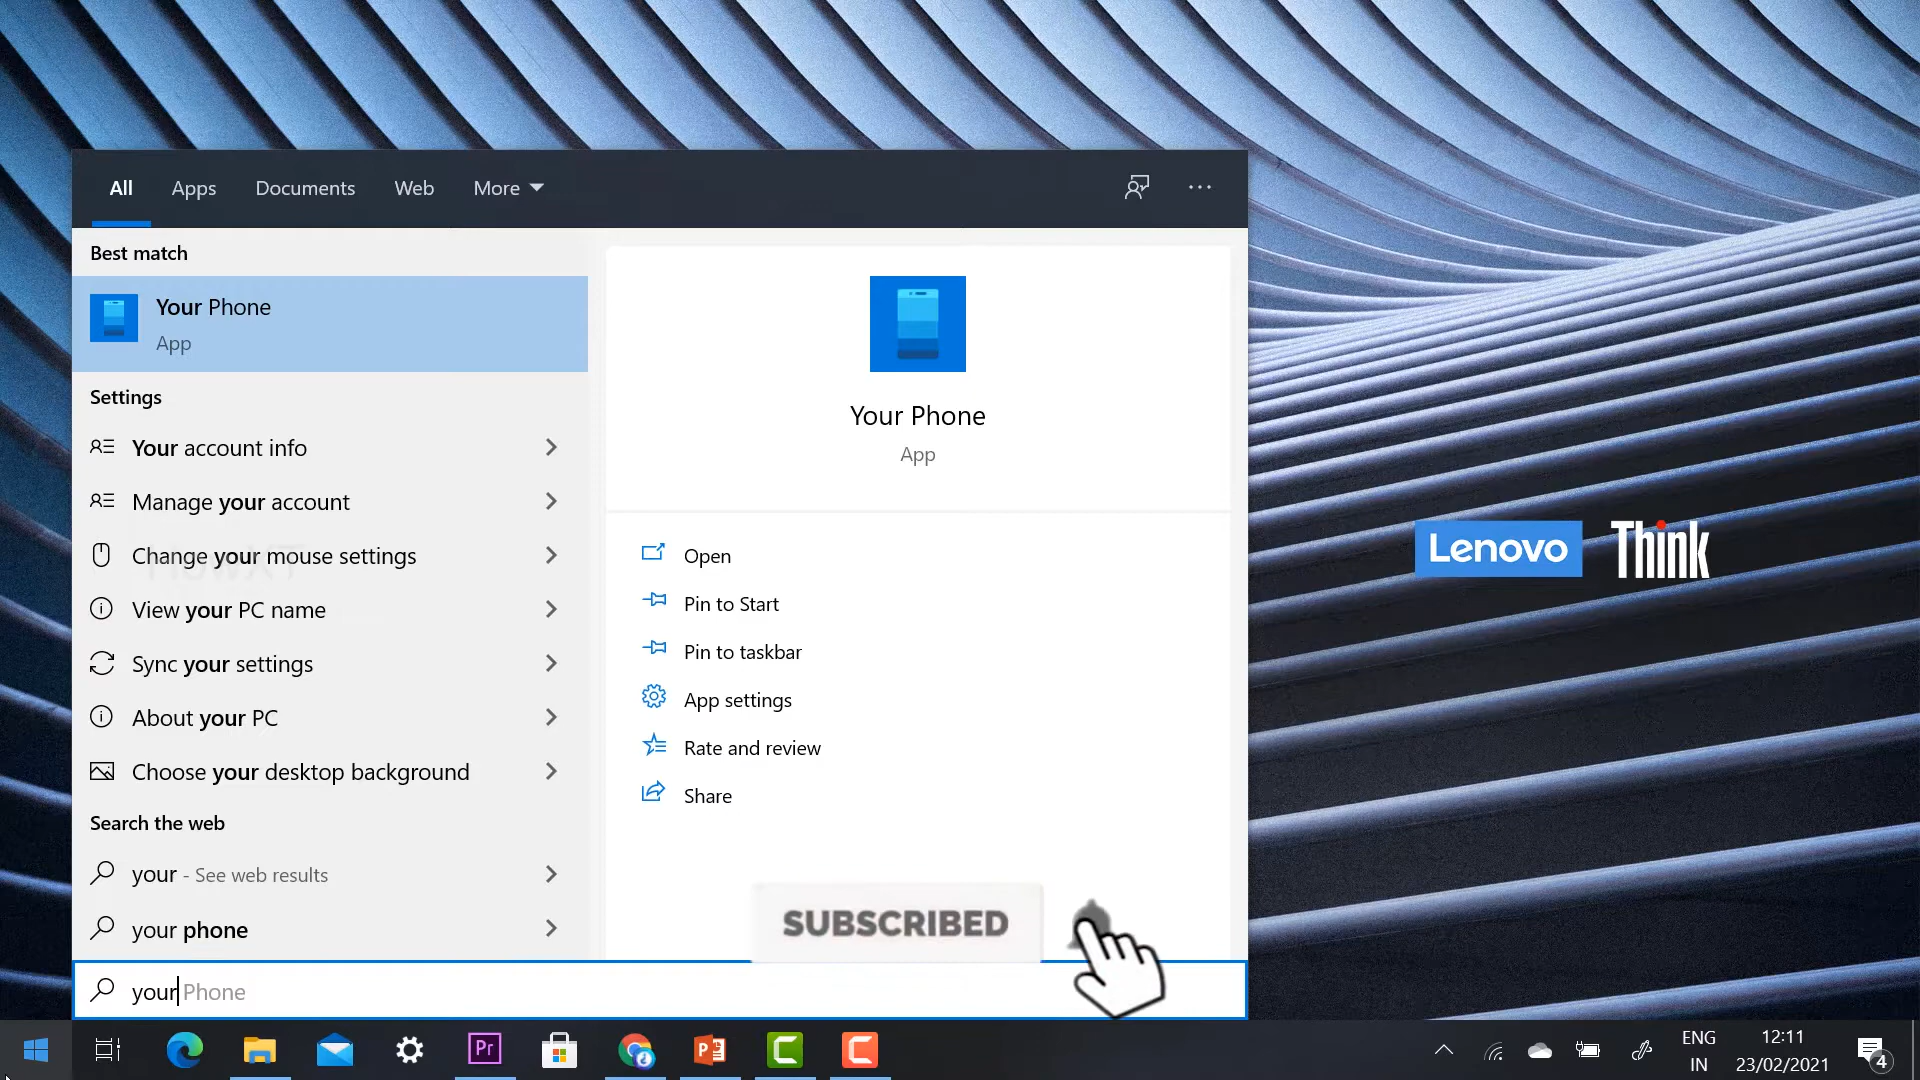 All Apps Documents Web More
Best match
Your Phone
App
Settings
Your account info
Manage your account
Change your mouse settings
View your PC name
Sync your settings
About your PC
Choose your desktop background
Search the web
your - See web results
your phone
your Phone
Your Phone
App
Open
Pin to Start
Pin to taskbar
App settings
Rate and review
Share
SUBSCRIBED
Lenovo Think
Pr
P
ENG
IN
12:11
23/02/2021
4